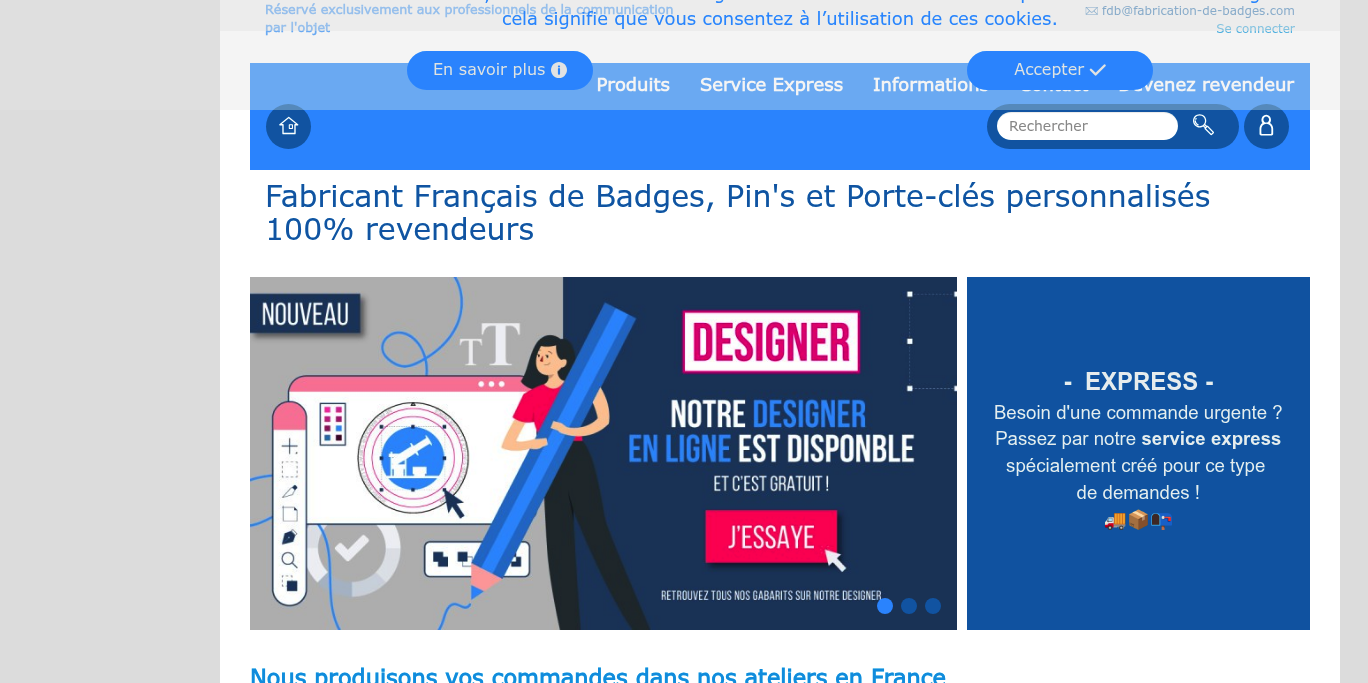 Réservé exclusivement aux professionnels de la communication
par l'objet
cela signifie que vous consentez à l’utilisation de ces cookies.
fdb@fabrication-de-badges.com
Se connecter
En savoir plus
Accepter
Produits
Service Express
Informations
Contact
Devenez revendeur
Rechercher
Fabricant Français de Badges, Pin's et Porte-clés personnalisés
100% revendeurs
NOUVEAU
T T
DESIGNER
NOTRE DESIGNER
EN LIGNE EST DISPONBLE
ET C'EST GRATUIT !
J'ESSAYE
RETROUVEZ TOUS NOS GABARITS SUR NOTRE DESIGNER
- EXPRESS -
Besoin d'une commande urgente ?
Passez par notre service express
spécialement créé pour ce type
de demandes !
Nous produisons vos commandes dans nos ateliers en France